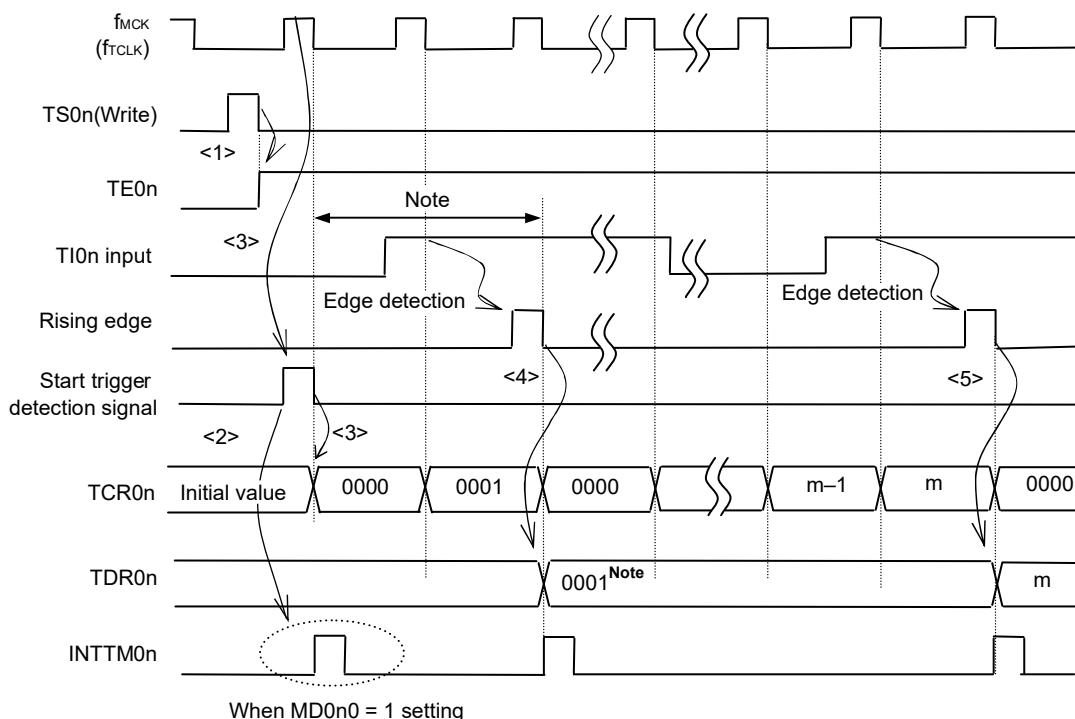 fMCK
(fTCLK)
TS0n(Write)
<1>
TE0n
Note
<3>
TI0n input
Edge detection
Edge detection
Rising edge
<4>
<5>
Start trigger
detection signal
<2>
<3>
TCR0n
Initial value
0000
0001
0000
m–1
m
0000
TDR0n
0001Note
m
INTTM0n
When MD0n0 = 1 setting